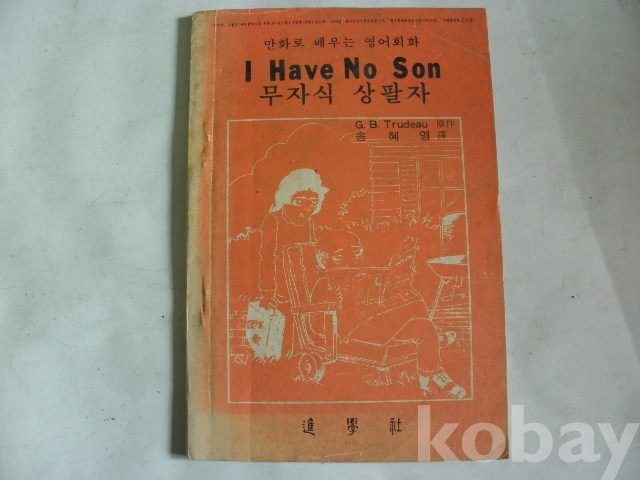 만화로 배우는 영어회화
I Have No Son
무자식 상팔자
G. B. Trudeau 原作
송 혜 영 譯
進學社
kobay